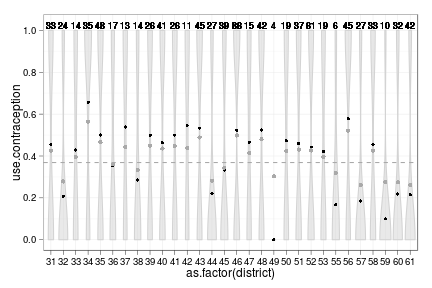 33 24 14 35 48 17 13 14 26 41 26 11 45 27 39 86 15 42 4 19 37 61 19 6 45 27 33 10 32 42
1.0
0.8
0.6
0.4
0.2
0.0
use.contraception
31 32 33 34 35 36 37 38 39 40 41 42 43 44 45 46 47 48 49 50 51 52 53 55 56 57 58 59 60 61
as.factor(district)